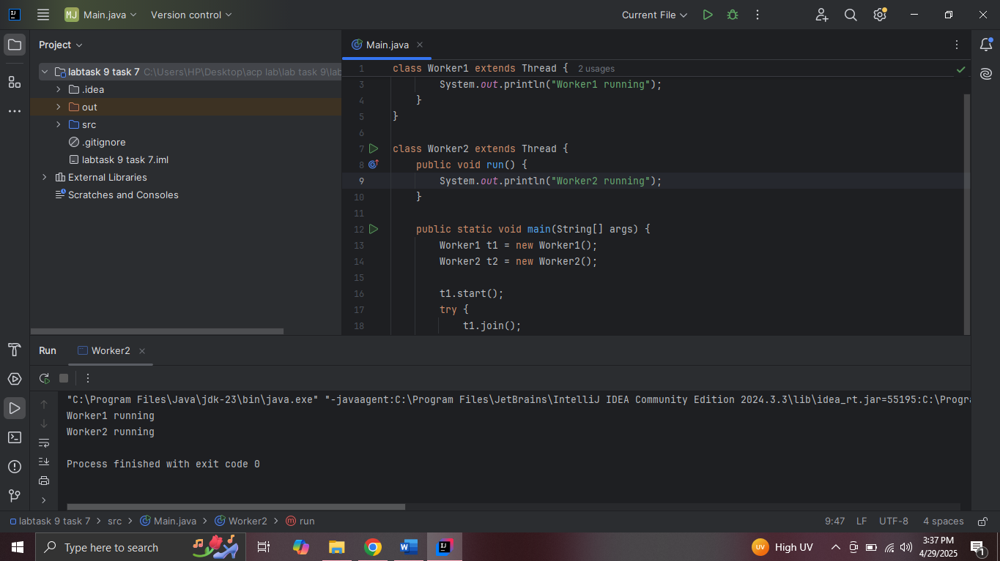 MJ Main.java Version control Current File
Project
labtask 9 task 7 C:\Users\HP\Desktop\acp lab\lab task 9\lab
.idea
out
src
.gitignore
labtask 9 task 7.iml
External Libraries
Scratches and Consoles
Main.java
1 class Worker1 extends Thread { 2 usages
3 System.out.println("Worker1 running");
4 }
5 }
6
7 class Worker2 extends Thread {
8 public void run() {
9 System.out.println("Worker2 running");
10 }
11
12 public static void main(String[] args) {
13 Worker1 t1 = new Worker1();
14 Worker2 t2 = new Worker2();
15
16 t1.start();
17 try {
18 t1.join();
Run Worker2
"C:\Program Files\Java\jdk-23\bin\java.exe" "-javaagent:C:\Program Files\JetBrains\IntelliJ IDEA Community Edition 2024.3.3\lib\idea_rt.jar=55195:C:\Progra
Worker1 running
Worker2 running
Process finished with exit code 0
labtask 9 task 7 > src > Main.java > Worker2 > run 9:47 LF UTF-8 4 spaces
Type here to search
UV High UV
3:37 PM
4/29/2025
1